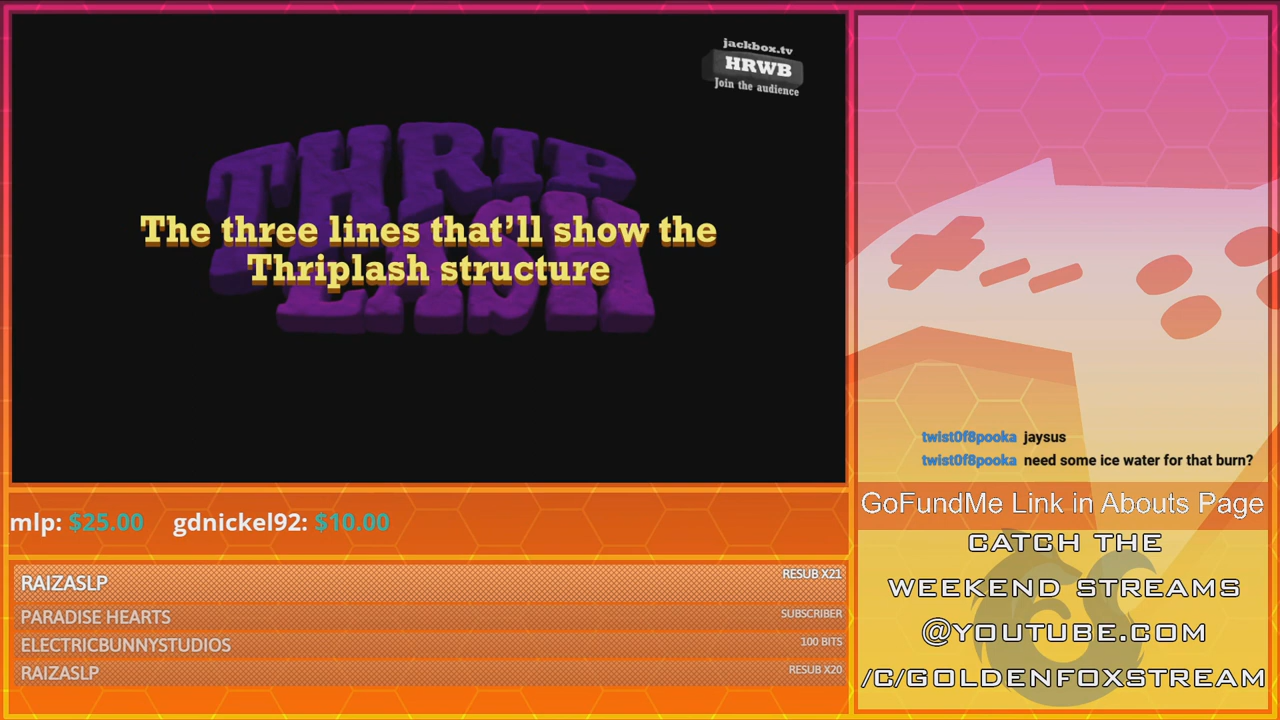 jackbox.tv
HRWB
Join the audience
THRIP
LASH
The three lines that'll show the
Thriplash structure
twist0f8pooka jaysus
twist0f8pooka need some ice water for that burn?
GoFundMe Link in Abouts Page
CATCH THE
WEEKEND STREAMS
@YOUTUBE.COM
/C/GOLDENFOXSTREAM
mlp: $25.00 gdnickel92: $10.00
RAIZASLP RESUB X21
PARADISE HEARTS SUBSCRIBER
ELECTRICBUNNYSTUDIOS 100 BITS
RAIZASLP RESUB X20